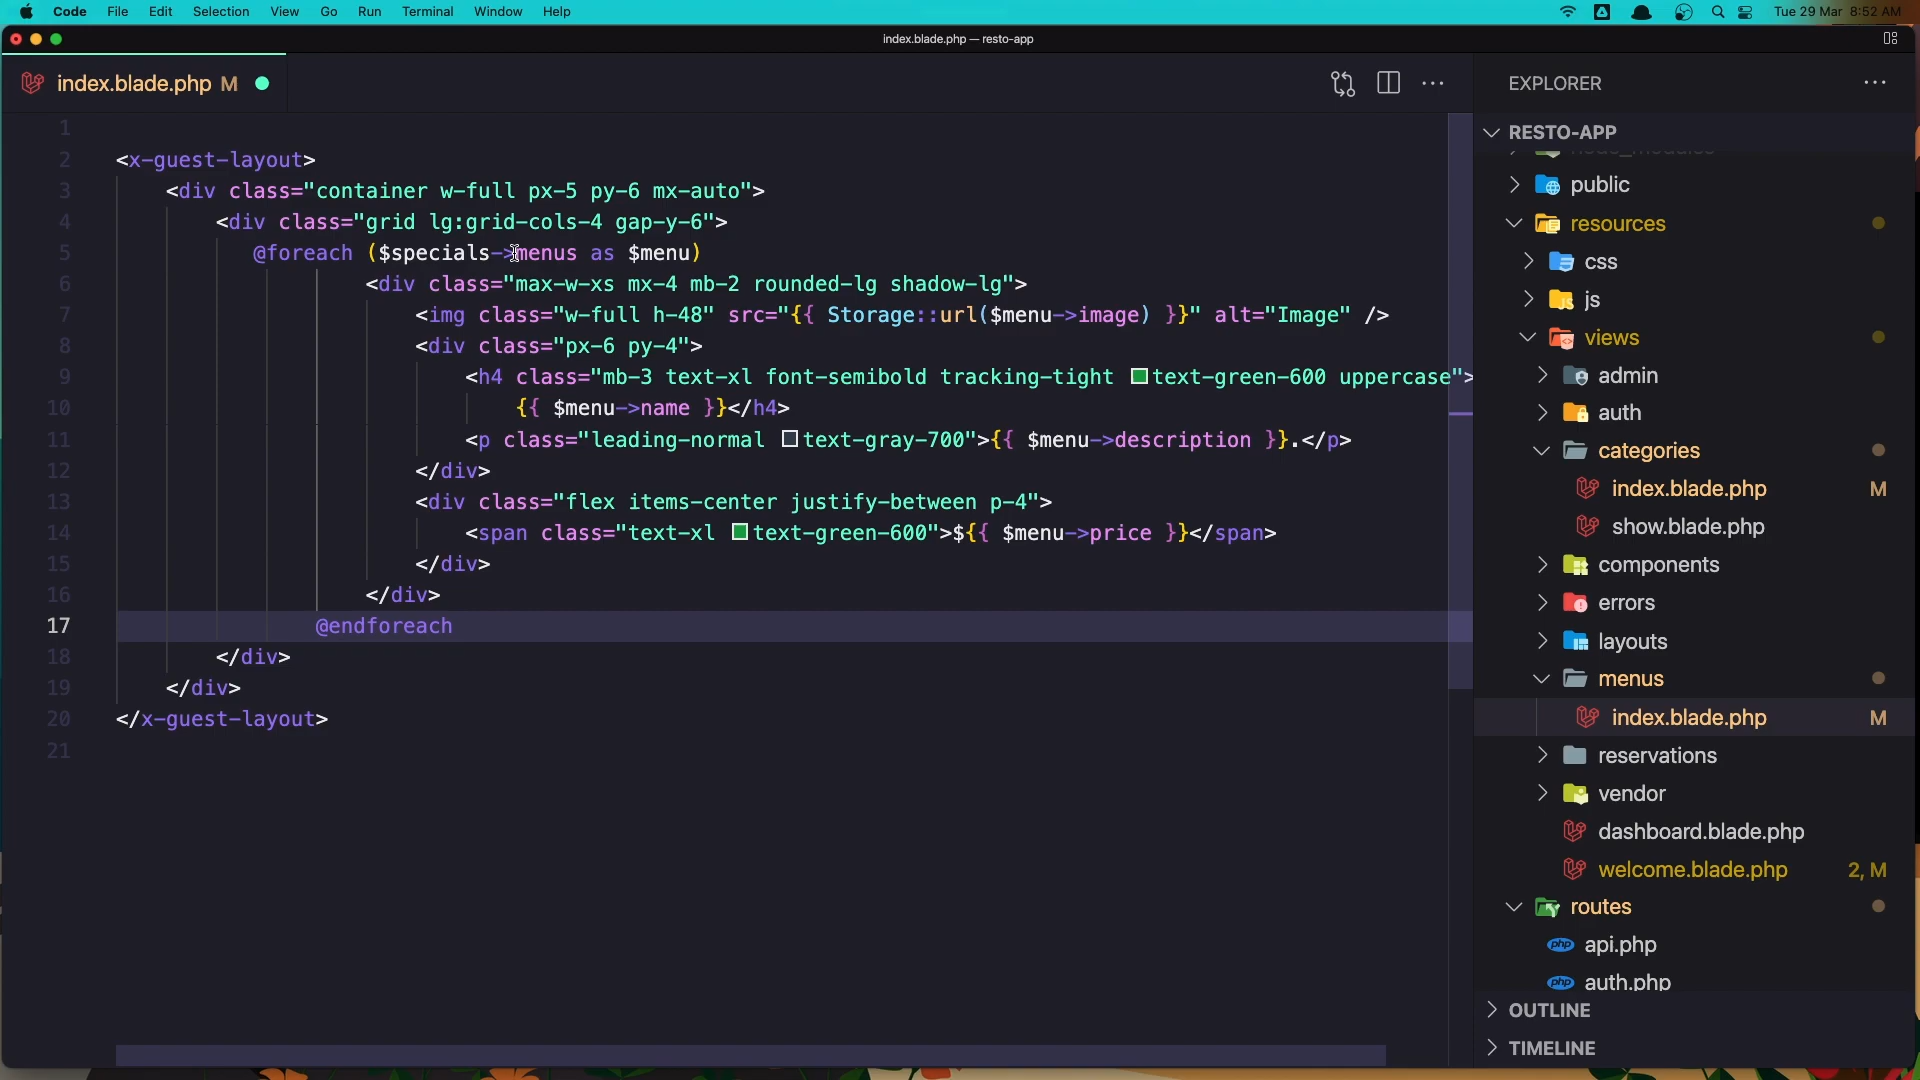 Code File Edit Selection View Go Run Terminal Window Help Tue 29 Mar 8:52 AM
index.blade.php — resto-app
index.blade.php M
EXPLORER
RESTO-APP
1
2 <x-guest-layout>
3 <div class="container w-full px-5 py-6 mx-auto">
4 <div class="grid lg:grid-cols-4 gap-y-6">
5 @foreach ($specials->menus as $menu)
6 <div class="max-w-xs mx-4 mb-2 rounded-lg shadow-lg">
7 <img class="w-full h-48" src="{{ Storage::url($menu->image) }}" alt="Image" />
8 <div class="px-6 py-4">
9 <h4 class="mb-3 text-xl font-semibold tracking-tight text-green-600 uppercase">
10 {{ $menu->name }}</h4>
11 <p class="leading-normal text-gray-700">{{ $menu->description }}.</p>
12 </div>
13 <div class="flex items-center justify-between p-4">
14 <span class="text-xl text-green-600">${{ $menu->price }}</span>
15 </div>
16 </div>
17 @endforeach
18 </div>
19 </div>
20 </x-guest-layout>
21
node_modules
public
resources
css
js
views
admin
auth
categories
index.blade.php M
show.blade.php
components
errors
layouts
menus
index.blade.php M
reservations
vendor
dashboard.blade.php
welcome.blade.php 2, M
routes
api.php
auth.php
OUTLINE
TIMELINE